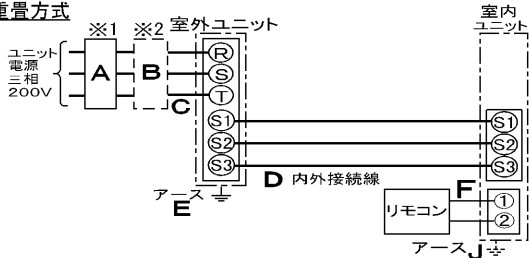 重畳方式
※1
※2
室外ユニット
室内
ユニット
ユニット
電源
三相
200V
A
B
C
R
S
T
S1
S2
S3
S1
S2
S3
D 内外接続線
アース
E
F
リモコン
1
2
アース
J